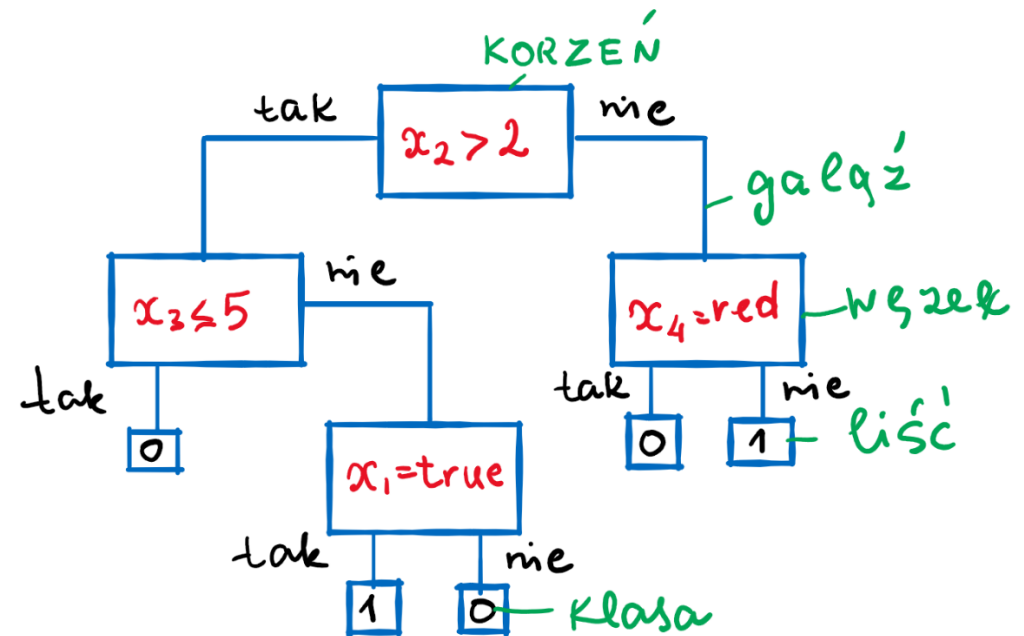 KORZEŃ
tak
nie
x₂ > 2
gałąź
nie
x₃ ≤ 5
x₄ = red
węzeł
tak
tak
nie
0
0
1
liść
x₁ = true
tak
nie
1
0
klasa